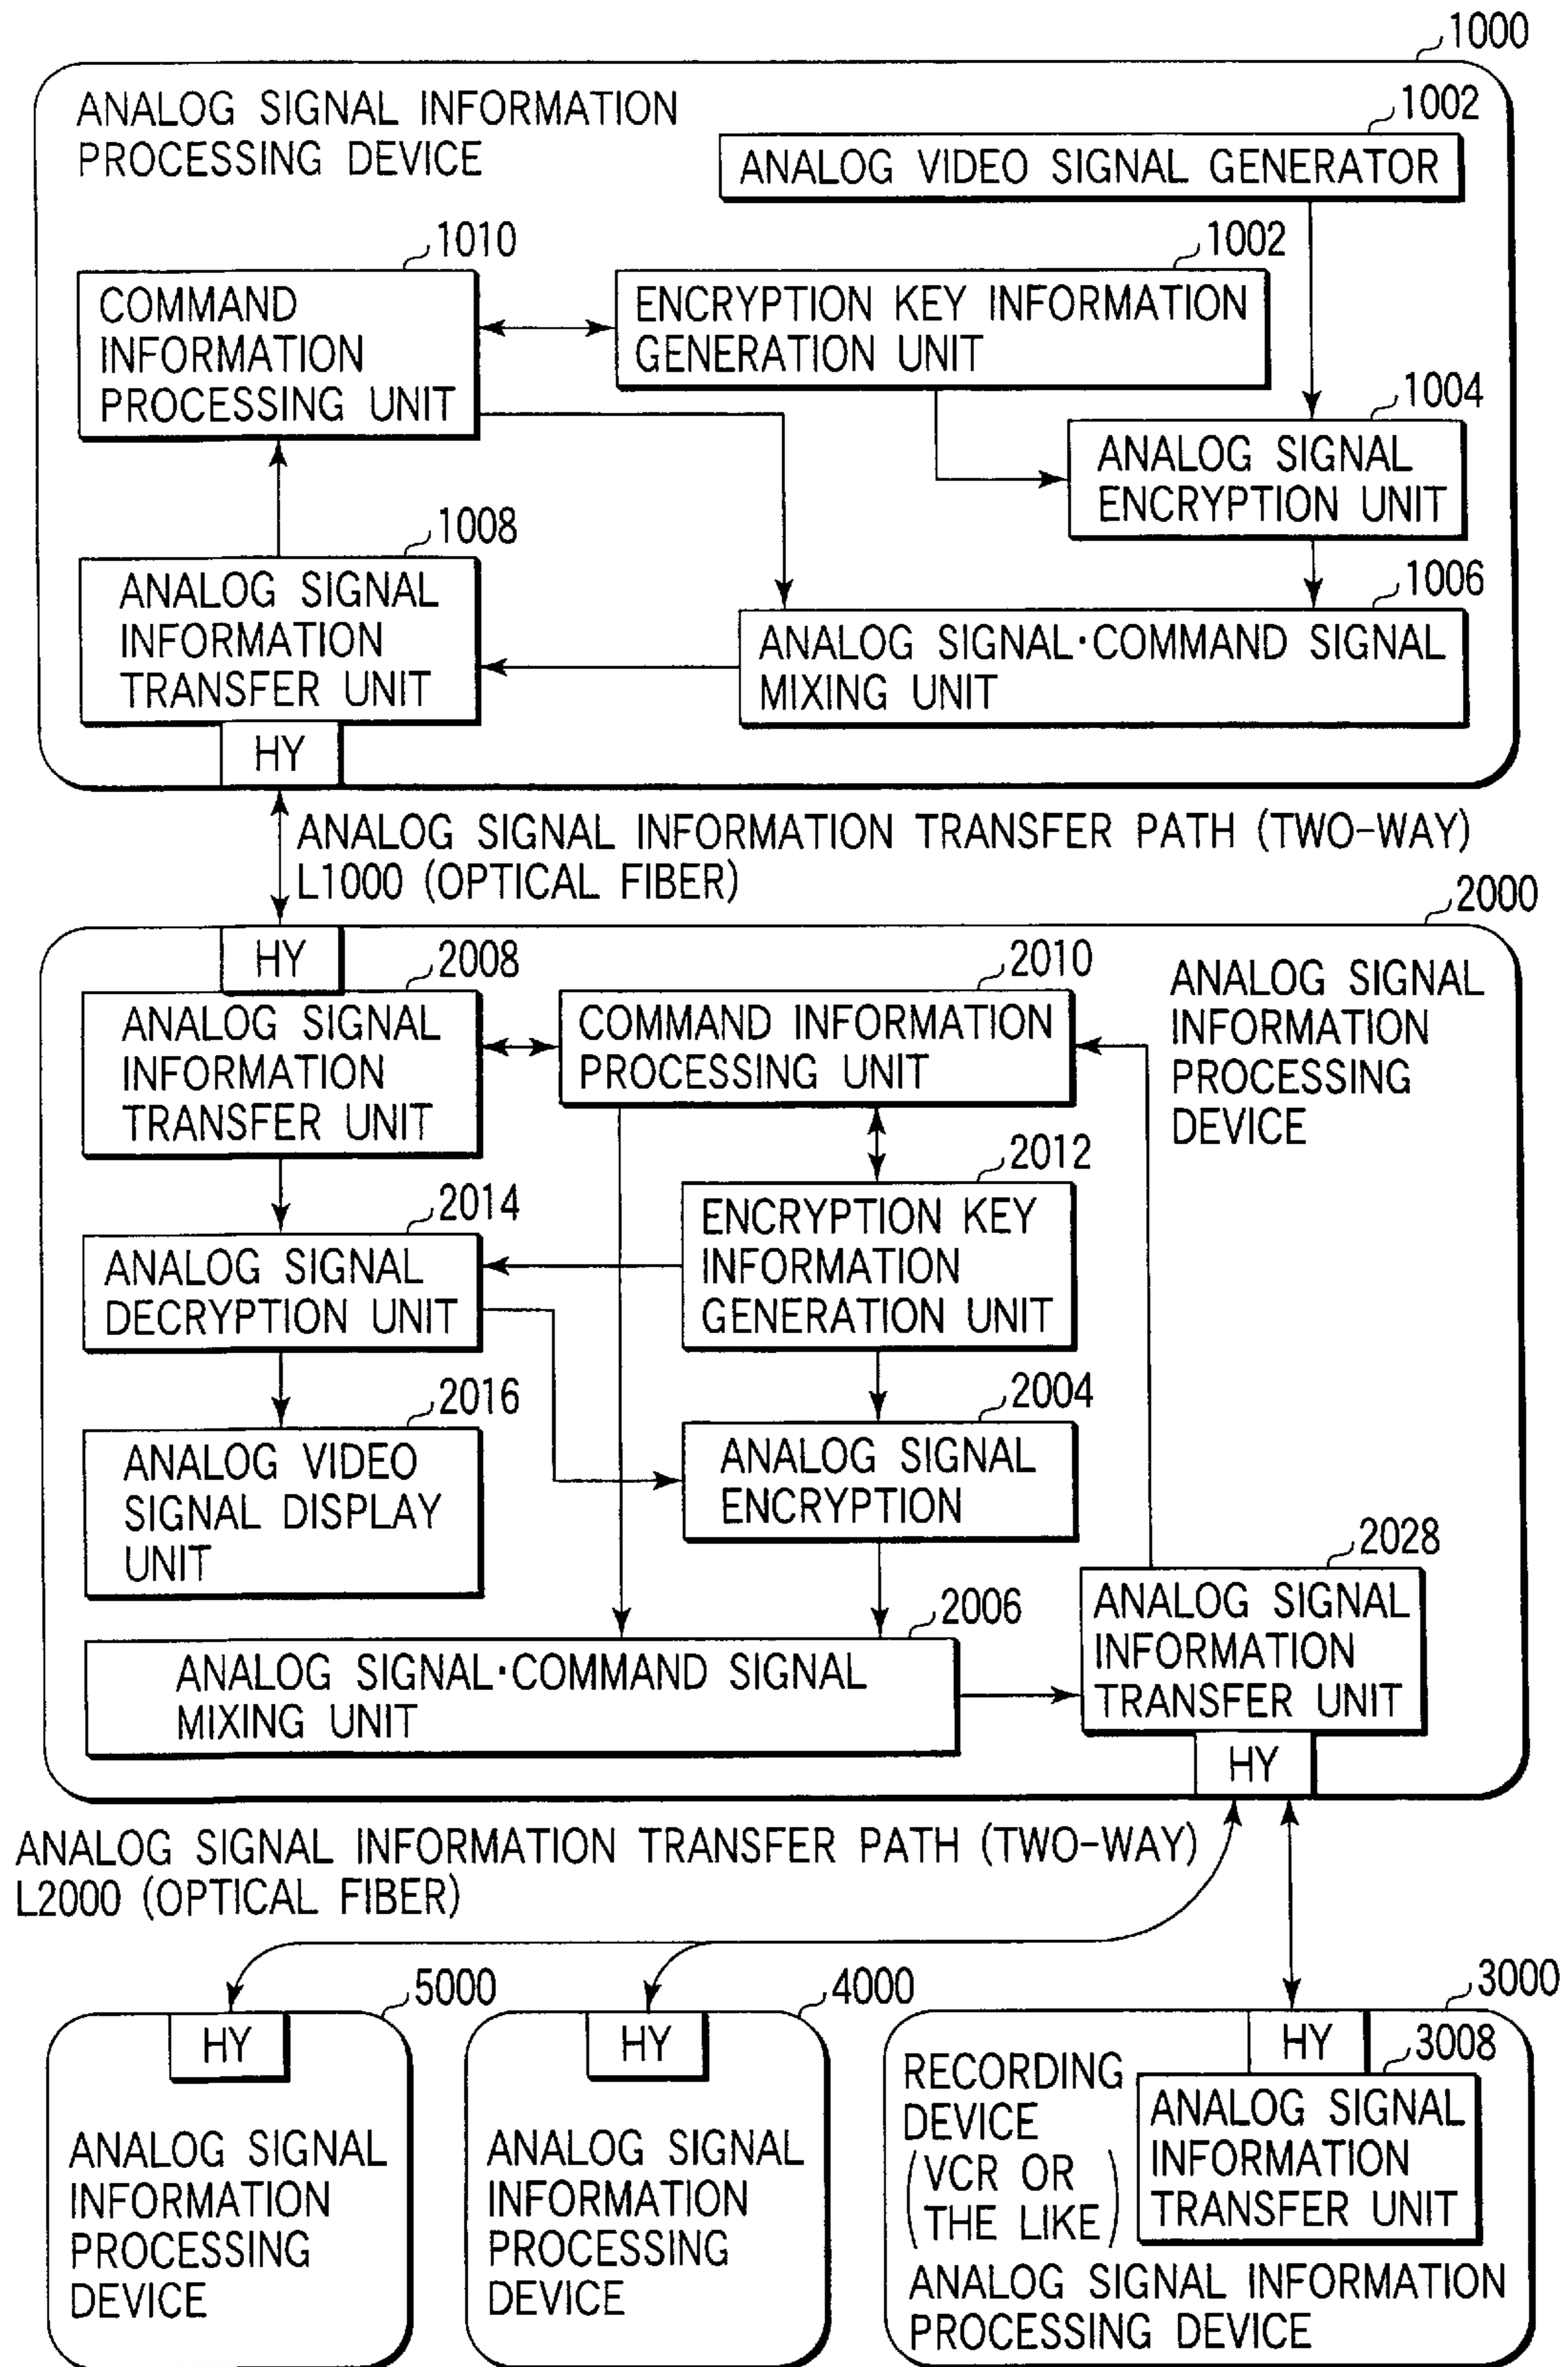 1000
ANALOG SIGNAL INFORMATION
PROCESSING DEVICE
1002
ANALOG VIDEO SIGNAL GENERATOR
1010
COMMAND
INFORMATION
PROCESSING UNIT
1002
ENCRYPTION KEY INFORMATION
GENERATION UNIT
1004
ANALOG SIGNAL
ENCRYPTION UNIT
1008
ANALOG SIGNAL
INFORMATION
TRANSFER UNIT
1006
ANALOG SIGNAL·COMMAND SIGNAL
MIXING UNIT
HY
ANALOG SIGNAL INFORMATION TRANSFER PATH (TWO-WAY)
L1000 (OPTICAL FIBER)
2000
HY
2008
ANALOG SIGNAL
INFORMATION
TRANSFER UNIT
2010
COMMAND INFORMATION
PROCESSING UNIT
ANALOG SIGNAL
INFORMATION
PROCESSING
DEVICE
2012
ENCRYPTION KEY
INFORMATION
GENERATION UNIT
2014
ANALOG SIGNAL
DECRYPTION UNIT
2016
ANALOG VIDEO
SIGNAL DISPLAY
UNIT
2004
ANALOG SIGNAL
ENCRYPTION
2006
ANALOG SIGNAL·COMMAND SIGNAL
MIXING UNIT
2028
ANALOG SIGNAL
INFORMATION
TRANSFER UNIT
HY
ANALOG SIGNAL INFORMATION TRANSFER PATH (TWO-WAY)
L2000 (OPTICAL FIBER)
5000
HY
ANALOG SIGNAL
INFORMATION
PROCESSING
DEVICE
4000
HY
ANALOG SIGNAL
INFORMATION
PROCESSING
DEVICE
3000
HY
3008
RECORDING
DEVICE
(VCR OR
THE LIKE)
ANALOG SIGNAL
INFORMATION
TRANSFER UNIT
ANALOG SIGNAL INFORMATION
PROCESSING DEVICE